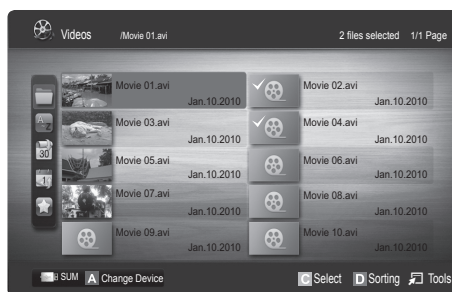 Videos /Movie 01.avi 2 files selected 1/1 Page
Movie 01.avi Movie 02.avi
Jan.10.2010 Jan.10.2010
Movie 03.avi Movie 04.avi
Jan.10.2010 Jan.10.2010
Movie 05.avi Movie 06.avi
Jan.10.2010 Jan.10.2010
Movie 07.avi Movie 08.avi
Jan.10.2010 Jan.10.2010
Movie 09.avi Movie 10.avi
Jan.10.2010 Jan.10.2010
SUM A Change Device C Select D Sorting Tools